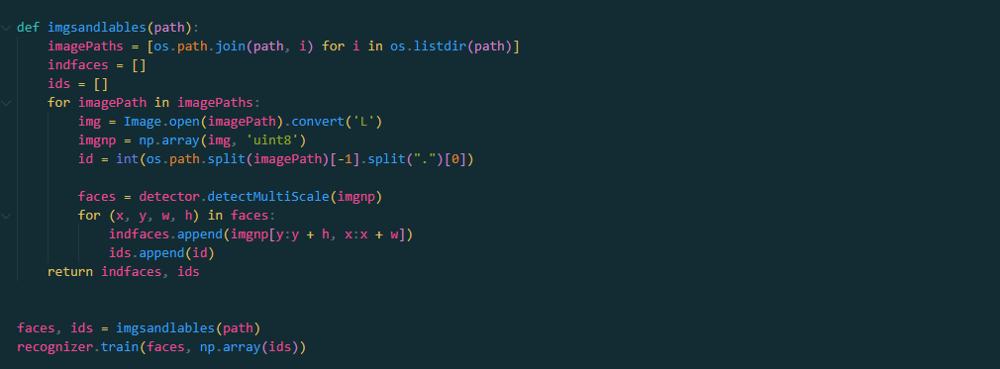 def imgsandlables(path):
    imagePaths = [os.path.join(path, i) for i in os.listdir(path)]
    indfaces = []
    ids = []
    for imagePath in imagePaths:
        img = Image.open(imagePath).convert('L')
        imgnp = np.array(img, 'uint8')
        id = int(os.path.split(imagePath)[-1].split(".")[0])

        faces = detector.detectMultiScale(imgnp)
        for (x, y, w, h) in faces:
            indfaces.append(imgnp[y:y + h, x:x + w])
            ids.append(id)
    return indfaces, ids


faces, ids = imgsandlables(path)
recognizer.train(faces, np.array(ids))